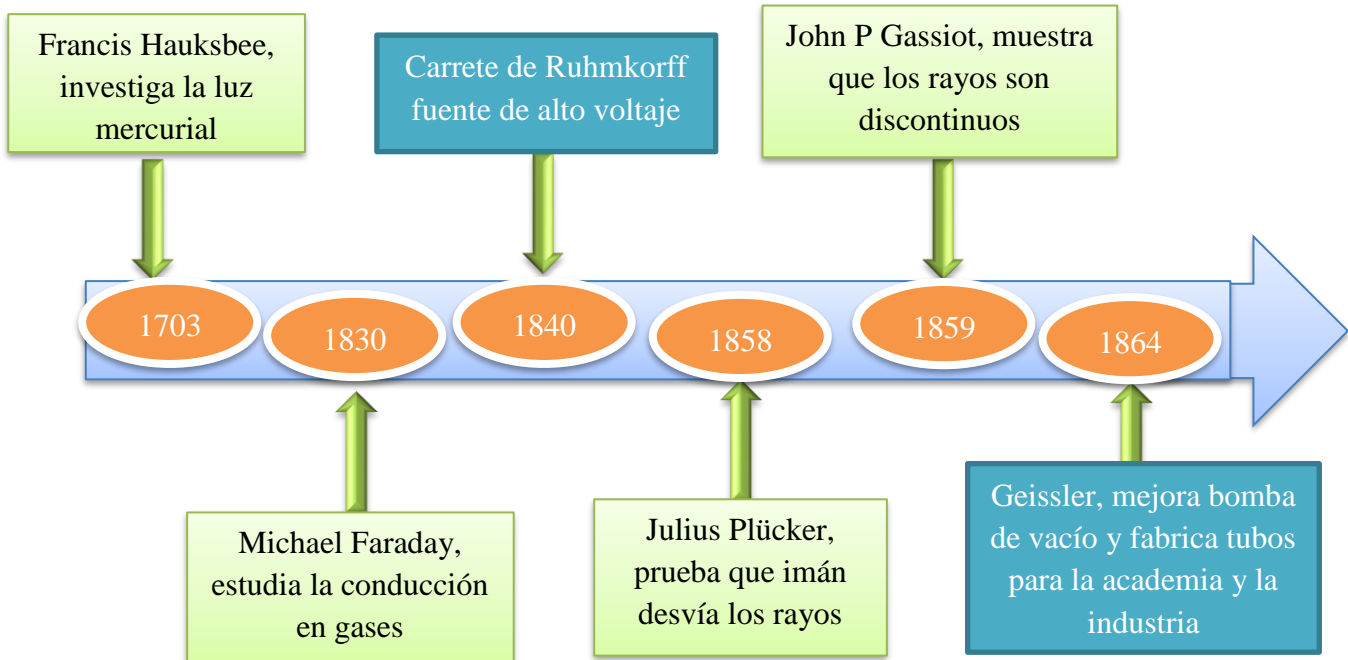 Francis Hauksbee,
investiga la luz
mercurial
Carrete de Ruhmkorff
fuente de alto voltaje
John P Gassiot, muestra
que los rayos son
discontinuos
1703
1830
1840
1858
1859
1864
Michael Faraday,
estudia la conducción
en gases
Julius Plücker,
prueba que imán
desvía los rayos
Geissler, mejora bomba
de vacío y fabrica tubos
para la academia y la
industria